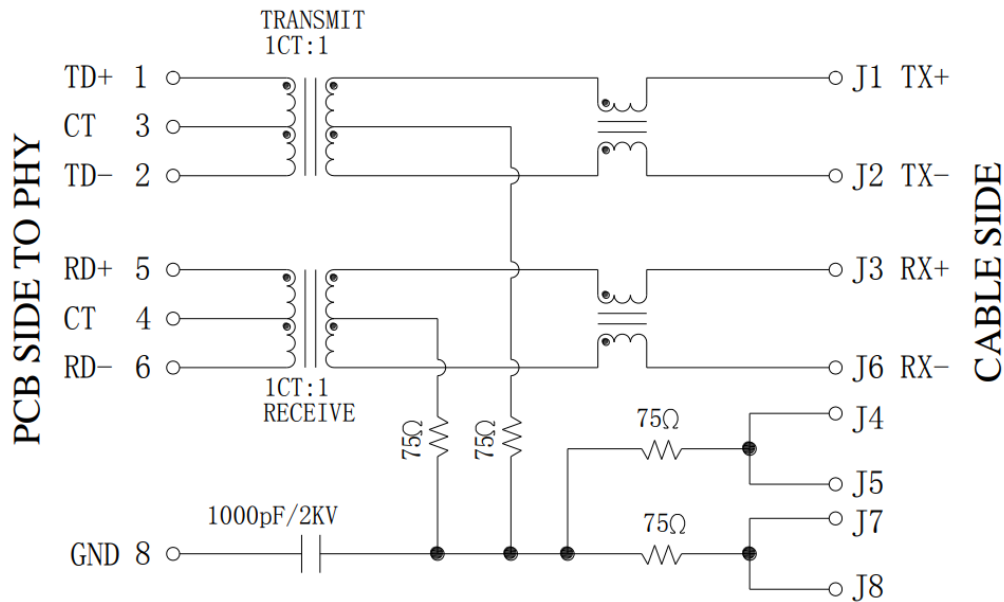 TRANSMIT
1CT:1
TD+ 1
J1 TX+
CT 3
TD- 2
J2 TX-
PCB SIDE TO PHY
CABLE SIDE
RD+ 5
J3 RX+
CT 4
RD- 6
J6 RX-
1CT:1
RECEIVE
75Ω
75Ω
75Ω
J4
J5
1000pF/2KV
75Ω
J7
GND 8
J8